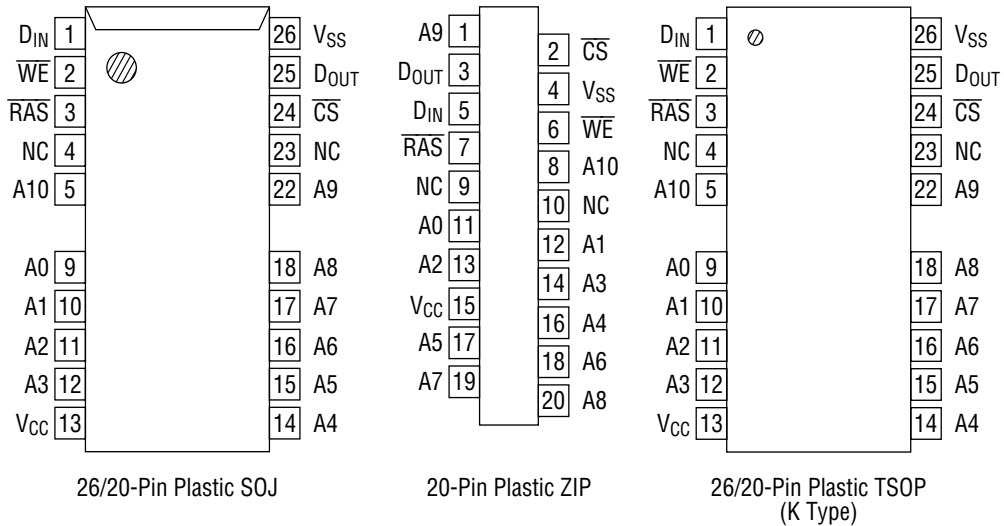 DIN 1 26 VSS
WE 2 25 DOUT
RAS 3 24 CS
NC 4 23 NC
A10 5 22 A9
A0 9 18 A8
A1 10 17 A7
A2 11 16 A6
A3 12 15 A5
VCC 13 14 A4
26/20-Pin Plastic SOJ
A9 1
2 CS
DOUT 3
4 VSS
DIN 5
6 WE
RAS 7
8 A10
NC 9
10 NC
A0 11
12 A1
A2 13
14 A3
VCC 15
16 A4
A5 17
18 A6
A7 19
20 A8
20-Pin Plastic ZIP
DIN 1 26 VSS
WE 2 25 DOUT
RAS 3 24 CS
NC 4 23 NC
A10 5 22 A9
A0 9 18 A8
A1 10 17 A7
A2 11 16 A6
A3 12 15 A5
VCC 13 14 A4
26/20-Pin Plastic TSOP
(K Type)